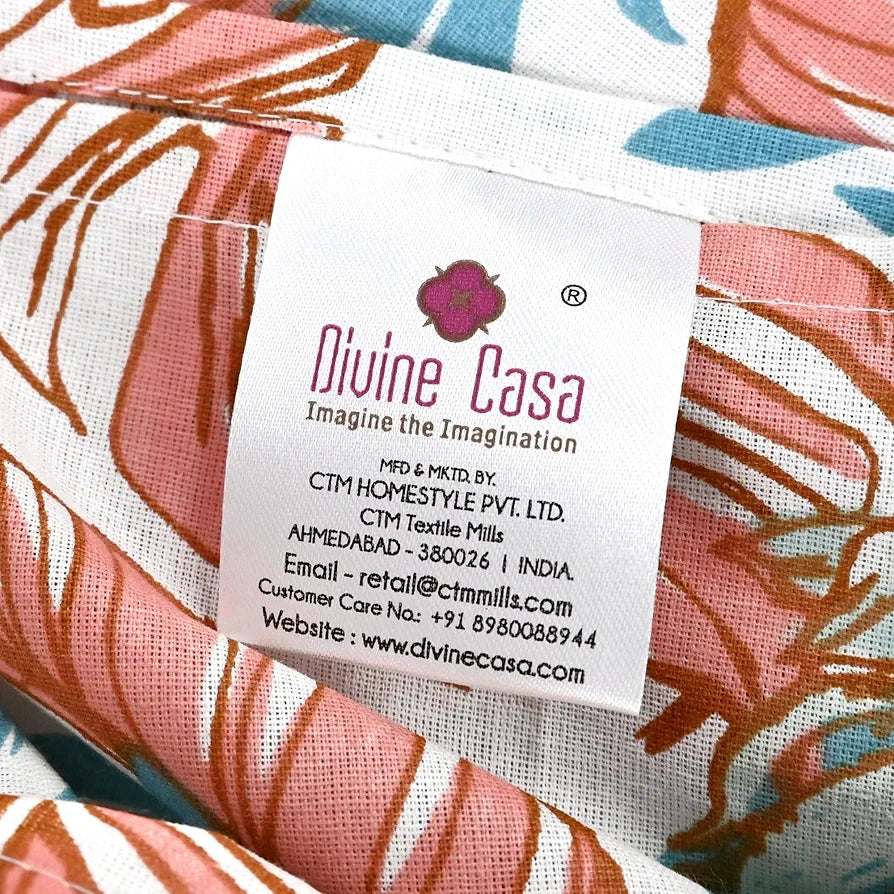 ®
Divine Casa
Imagine the Imagination
MFD & MKTD. BY.
CTM HOMESTYLE PVT. LTD.
CTM Textile Mills
AHMEDABAD - 380026 | INDIA.
Email - retail@ctmmills.com
Customer Care No.: +91 8980088944
Website : www.divinecasa.com